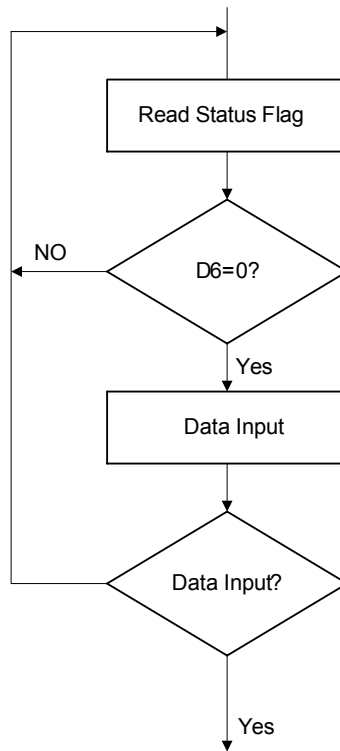 Read Status Flag
NO
D6=0?
Yes
Data Input
Data Input?
Yes